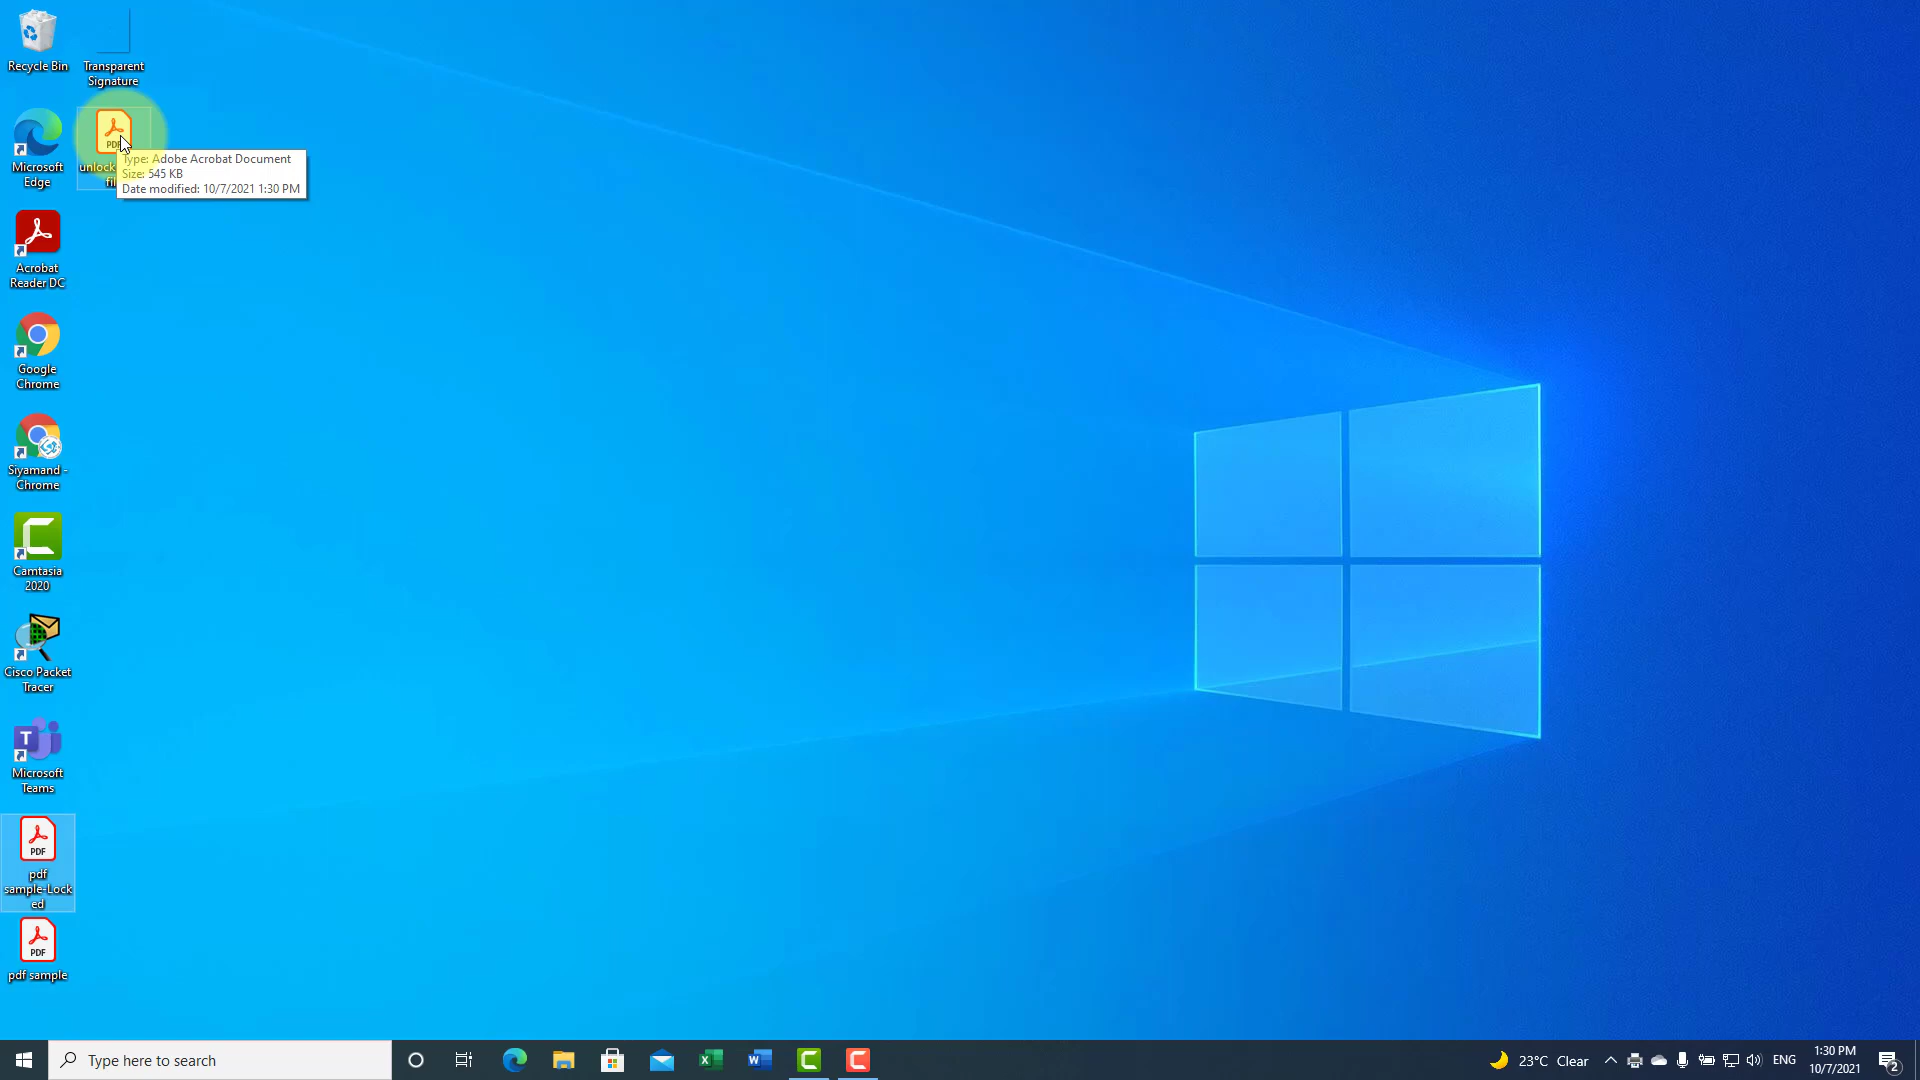 Recycle Bin
Transparent
Signature
Microsoft
Edge
PDF
unlock
Type: Adobe Acrobat Document
Size: 545 KB
Date modified: 10/7/2021 1:30 PM
Acrobat
Reader DC
Google
Chrome
Siyamand -
Chrome
Camtasia
2020
Cisco Packet
Tracer
T
Microsoft
Teams
PDF
pdf
sample-Lock
ed
PDF
pdf sample
Type here to search
23°C Clear
ENG
1:30 PM
10/7/2021
2